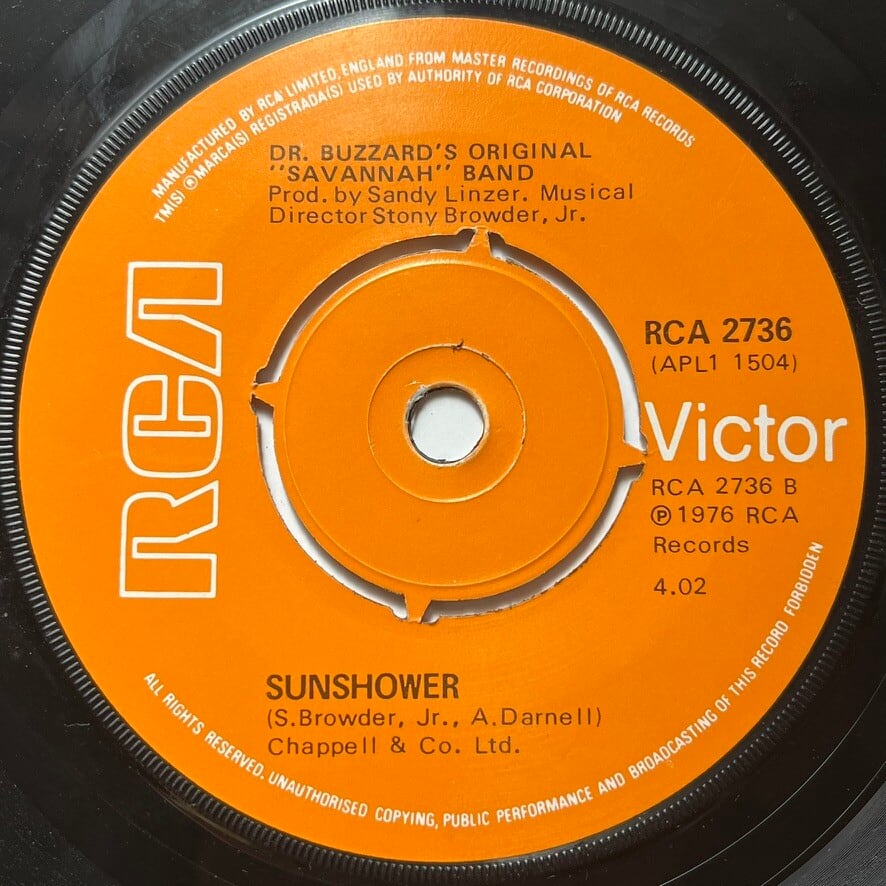 MANUFACTURED BY RCA LIMITED, ENGLAND FROM MASTER RECORDINGS OF RCA RECORDS
TM(S) ® MARCA(S) REGISTRADA(S) USED BY AUTHORITY OF RCA CORPORATION
DR. BUZZARD'S ORIGINAL
"SAVANNAH" BAND
Prod. by Sandy Linzer. Musical
Director Stony Browder, Jr.
RCA
RCA 2736
(APL1 1504)
Victor
RCA 2736 B
℗ 1976 RCA
Records
4.02
SUNSHOWER
(S.Browder, Jr., A.Darnell)
Chappell & Co. Ltd.
ALL RIGHTS RESERVED. UNAUTHORISED COPYING, PUBLIC PERFORMANCE AND BROADCASTING OF THIS RECORD FORBIDDEN